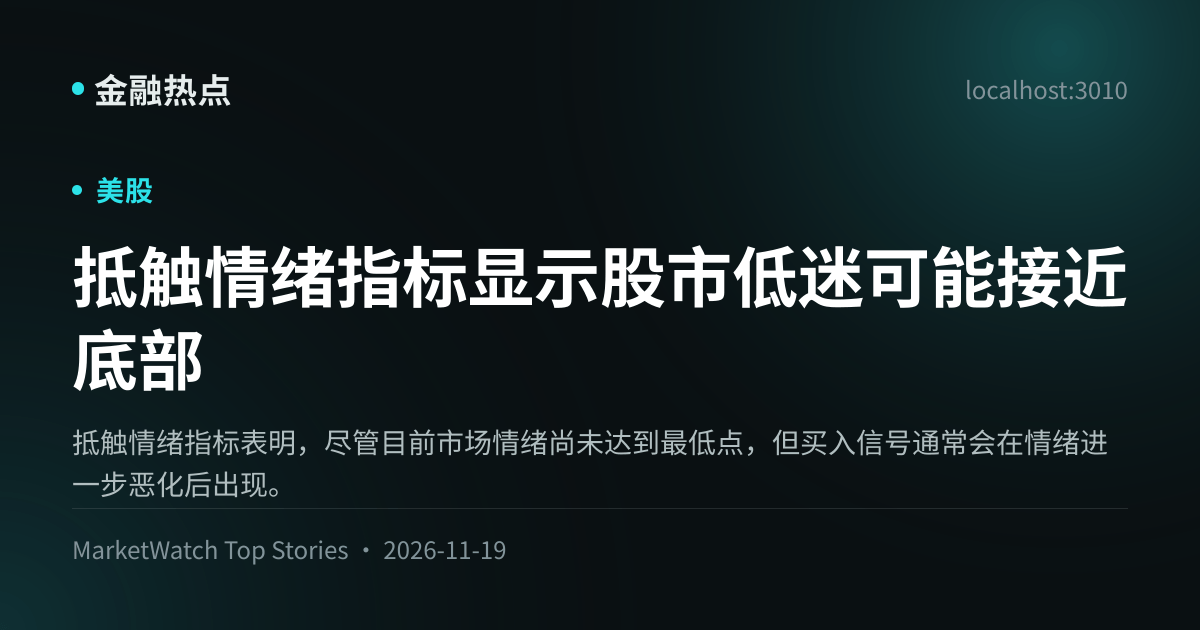 金融热点
localhost:3010
美股
抵触情绪指标显示股市低迷可能接近
底部
抵触情绪指标表明，尽管目前市场情绪尚未达到最低点，但买入信号通常会在情绪进
一步恶化后出现。
MarketWatch Top Stories • 2026-11-19